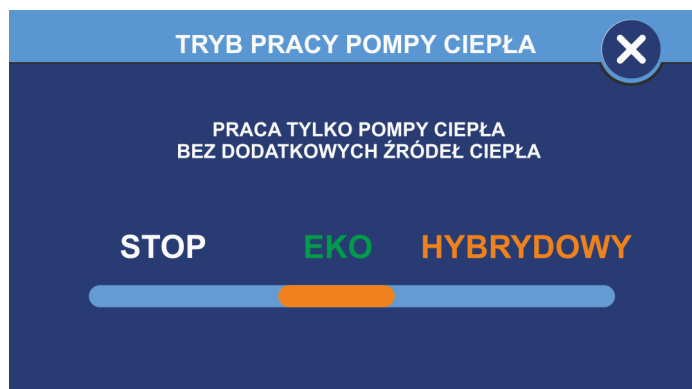 TRYB PRACY POMPY CIEPŁA
PRACA TYLKO POMPY CIEPŁA
BEZ DODATKOWYCH ŹRÓDEŁ CIEPŁA
STOP EKO HYBRYDOWY